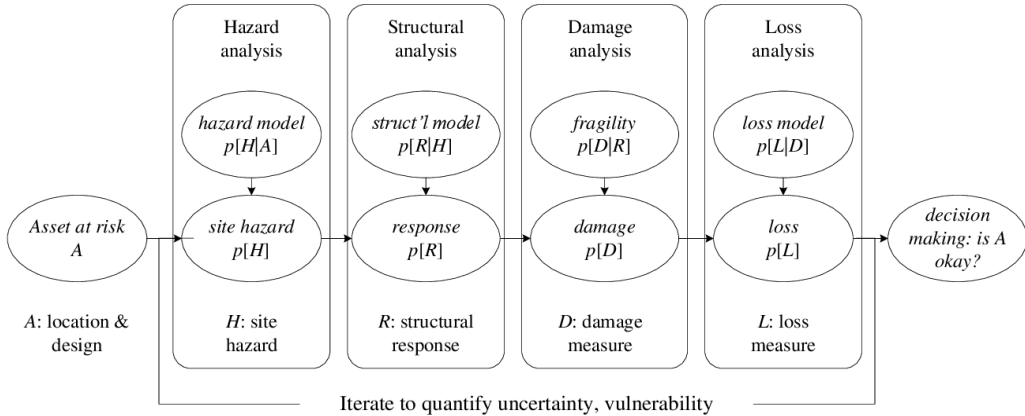 Hazard
analysis
Structural
analysis
Damage
analysis
Loss
analysis
hazard model
p[H|A]
struct'l model
p[R|H]
fragility
p[D|R]
loss model
p[L|D]
Asset at risk
A
site hazard
p[H]
response
p[R]
damage
p[D]
loss
p[L]
decision
making: is A
okay?
A: location &
design
H: site
hazard
R: structural
response
D: damage
measure
L: loss
measure
Iterate to quantify uncertainty, vulnerability